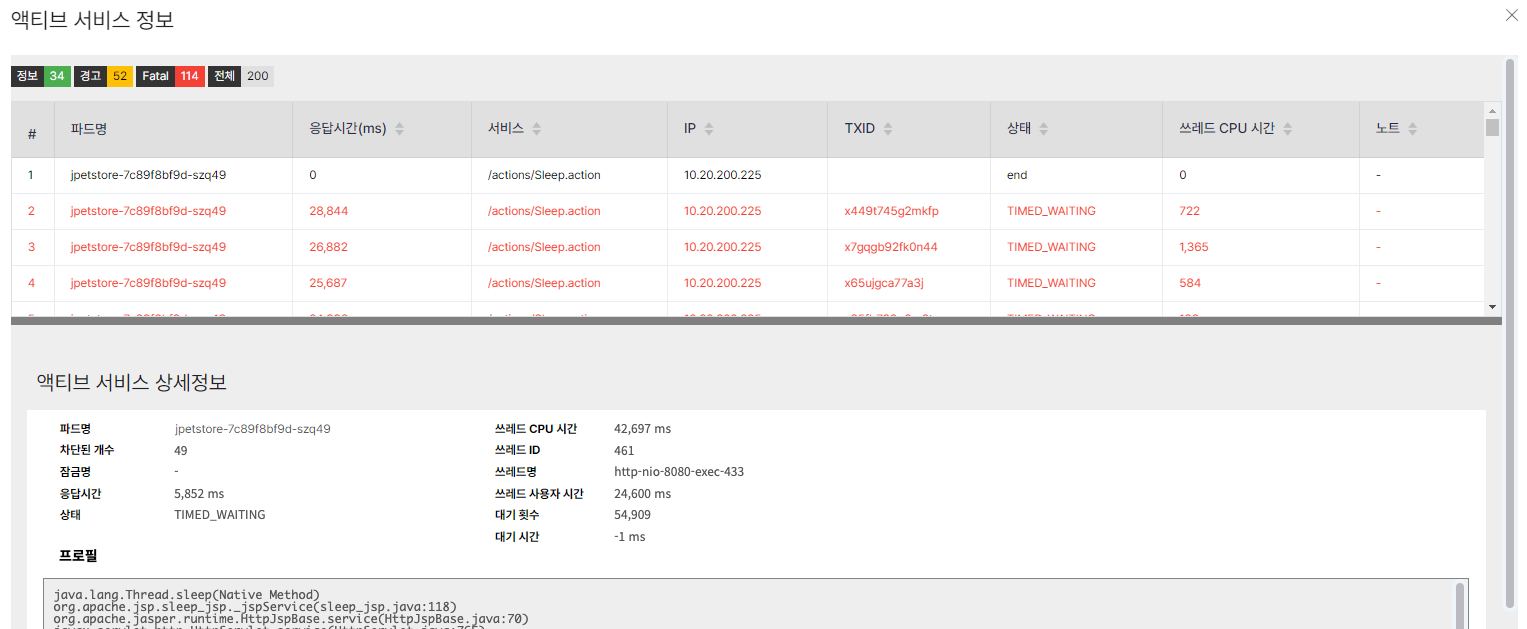 액티브 서비스 정보
정보 34 경고 52 Fatal 114 전체 200
# 파드명 응답시간(ms) 서비스 IP TXID 상태 쓰레드 CPU 시간 노트
1 jpetstore-7c89f8bf9d-szq49 0 /actions/Sleep.action 10.20.200.225 end 0 -
2 jpetstore-7c89f8bf9d-szq49 28,844 /actions/Sleep.action 10.20.200.225 x449t745g2mkfp TIMED_WAITING 722 -
3 jpetstore-7c89f8bf9d-szq49 26,882 /actions/Sleep.action 10.20.200.225 x7gqgb92fk0n44 TIMED_WAITING 1,365 -
4 jpetstore-7c89f8bf9d-szq49 25,687 /actions/Sleep.action 10.20.200.225 x65ujgca77a3j TIMED_WAITING 584 -
액티브 서비스 상세정보
파드명 jpetstore-7c89f8bf9d-szq49 쓰레드 CPU 시간 42,697 ms
차단된 개수 49 쓰레드 ID 461
잠금명 - 쓰레드명 http-nio-8080-exec-433
응답시간 5,852 ms 쓰레드 사용자 시간 24,600 ms
상태 TIMED_WAITING 대기 횟수 54,909
대기 시간 -1 ms
프로필
java.lang.Thread.sleep(Native Method)
org.apache.jsp.sleep_jsp._jspService(sleep_jsp.java:118)
org.apache.jasper.runtime.HttpJspBase.service(HttpJspBase.java:70)